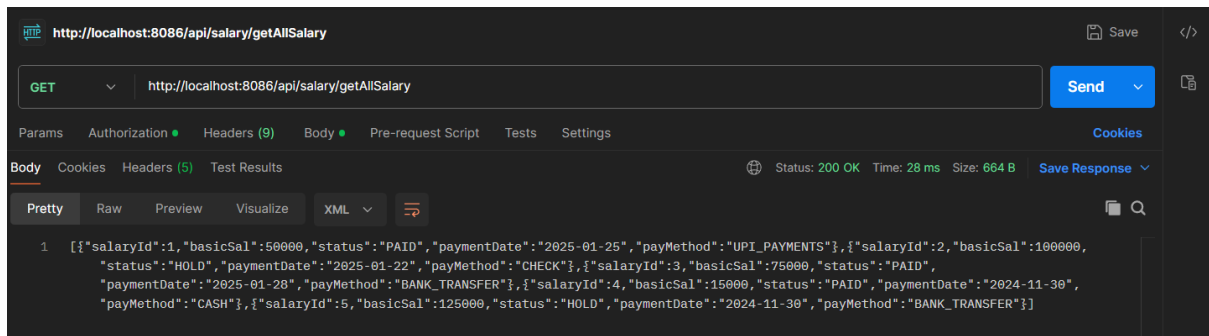 HTTP http://localhost:8086/api/salary/getAllSalary Save </>
GET http://localhost:8086/api/salary/getAllSalary Send
Params Authorization Headers (9) Body Pre-request Script Tests Settings Cookies
Body Cookies Headers (5) Test Results Status: 200 OK Time: 28 ms Size: 664 B Save Response
Pretty Raw Preview Visualize XML
1 [{"salaryId":1,"basicSal":50000,"status":"PAID","paymentDate":"2025-01-25","payMethod":"UPI_PAYMENTS"},{"salaryId":2,"basicSal":100000,
"status":"HOLD","paymentDate":"2025-01-22","payMethod":"CHECK"},{"salaryId":3,"basicSal":75000,"status":"PAID",
"paymentDate":"2025-01-28","payMethod":"BANK_TRANSFER"},{"salaryId":4,"basicSal":15000,"status":"PAID","paymentDate":"2024-11-30",
"payMethod":"CASH"},{"salaryId":5,"basicSal":125000,"status":"HOLD","paymentDate":"2024-11-30","payMethod":"BANK_TRANSFER"}]